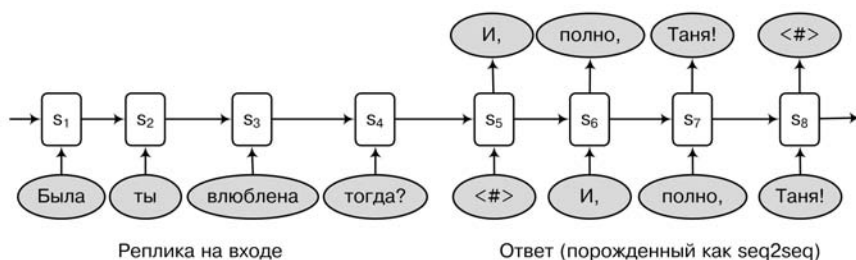 И, полно, Таня! <#>
s1 s2 s3 s4 s5 s6 s7 s8
Была ты влюблена тогда? <#> И, полно, Таня!
Реплика на входе Ответ (порожденный как seq2seq)